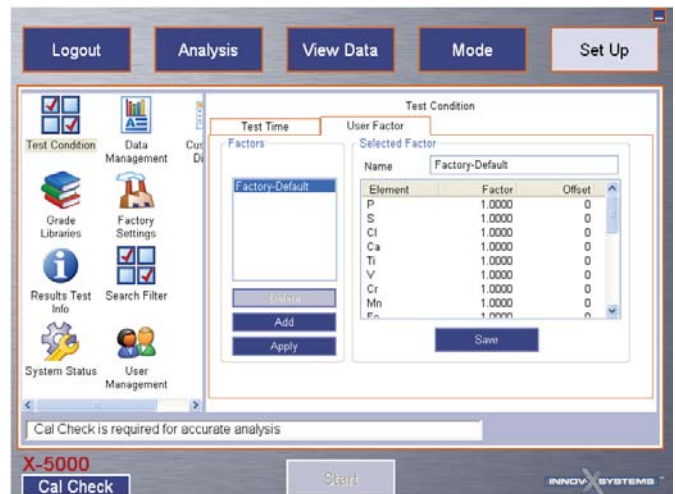 Logout
Analysis
View Data
Mode
Set Up
Test Condition
Data Management
Grade Libraries
Factory Settings
Results Test Info
Search Filter
System Status
User Management
Test Condition
Test Time
User Factor
Factors
Factory-Default
Delete
Add
Apply
Selected Factor
Name
Factory-Default
Element Factor Offset
P 1.0000 0
S 1.0000 0
Cl 1.0000 0
Ca 1.0000 0
Ti 1.0000 0
V 1.0000 0
Cr 1.0000 0
Mn 1.0000 0
Fe 1.0000 0
Save
Cal Check is required for accurate analysis
X-5000
Cal Check
Start
INNOV X SYSTEMS